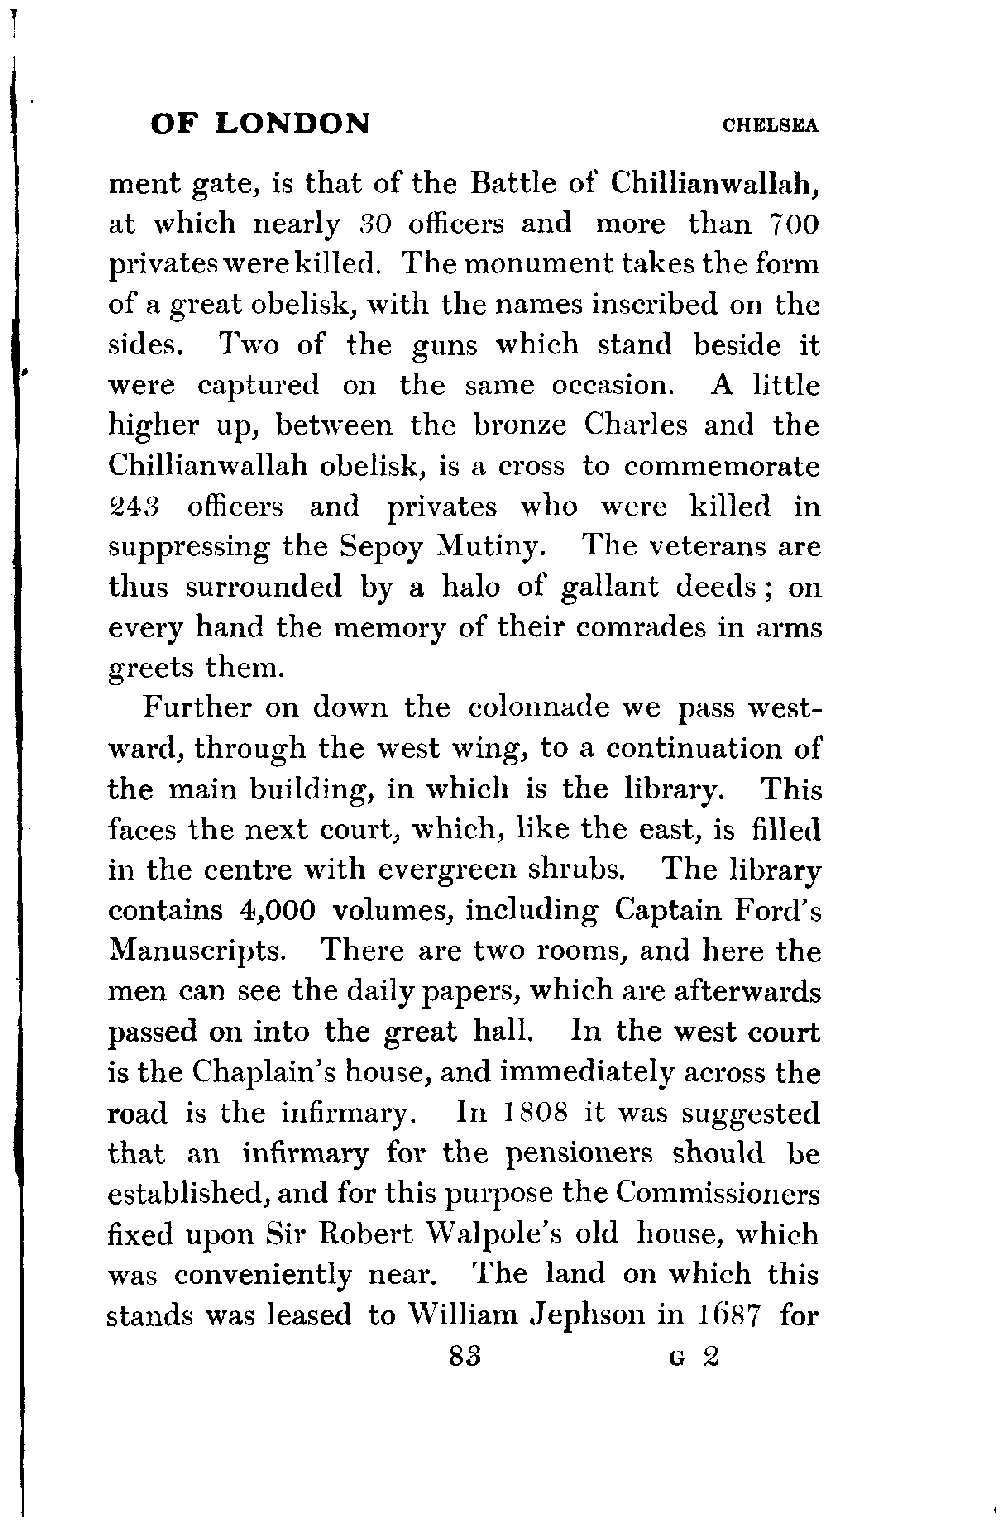 OF LONDON CHELSEA
ment gate, is that of the Battle of Chillianwallah,
at which nearly 30 officers and more than 700
privates were killed. The monument takes the form
of a great obelisk, with the names inscribed on the
sides. Two of the guns which stand beside it
were captured on the same occasion. A little
higher up, between the bronze Charles and the
Chillianwallah obelisk, is a cross to commemorate
243 officers and privates who were killed in
suppressing the Sepoy Mutiny. The veterans are
thus surrounded by a halo of gallant deeds; on
every hand the memory of their comrades in arms
greets them.
Further on down the colonnade we pass west-
ward, through the west wing, to a continuation of
the main building, in which is the library. This
faces the next court, which, like the east, is filled
in the centre with evergreen shrubs. The library
contains 4,000 volumes, including Captain Ford's
Manuscripts. There are two rooms, and here the
men can see the daily papers, which are afterwards
passed on into the great hall. In the west court
is the Chaplain's house, and immediately across the
road is the infirmary. In 1808 it was suggested
that an infirmary for the pensioners should be
established, and for this purpose the Commissioners
fixed upon Sir Robert Walpole's old house, which
was conveniently near. The land on which this
stands was leased to William Jephson in 1687 for
83 G 2